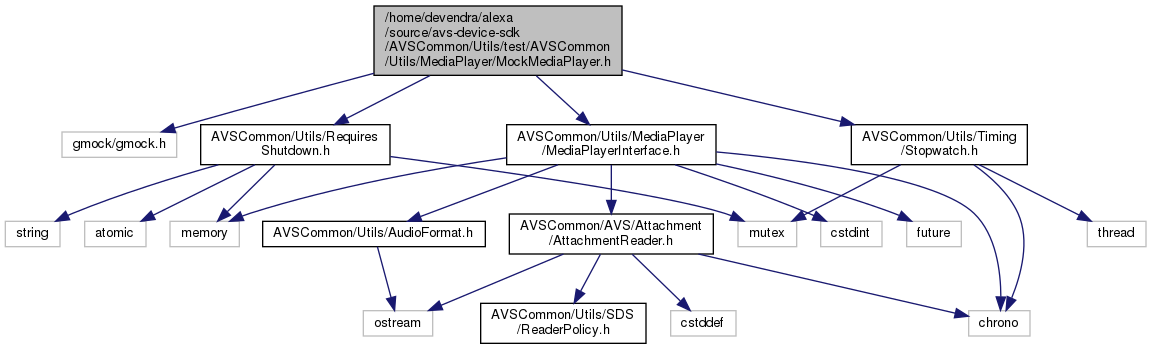 /home/devendra/alexa
/source/avs-device-sdk
/AVSCommon/Utils/test/AVSCommon
/Utils/MediaPlayer/MockMediaPlayer.h
gmock/gmock.h
AVSCommon/Utils/Requires
Shutdown.h
AVSCommon/Utils/MediaPlayer
/MediaPlayerInterface.h
AVSCommon/Utils/Timing
/Stopwatch.h
string
atomic
memory
AVSCommon/Utils/AudioFormat.h
AVSCommon/AVS/Attachment
/AttachmentReader.h
mutex
cstdint
future
thread
ostream
AVSCommon/Utils/SDS
/ReaderPolicy.h
cstddef
chrono